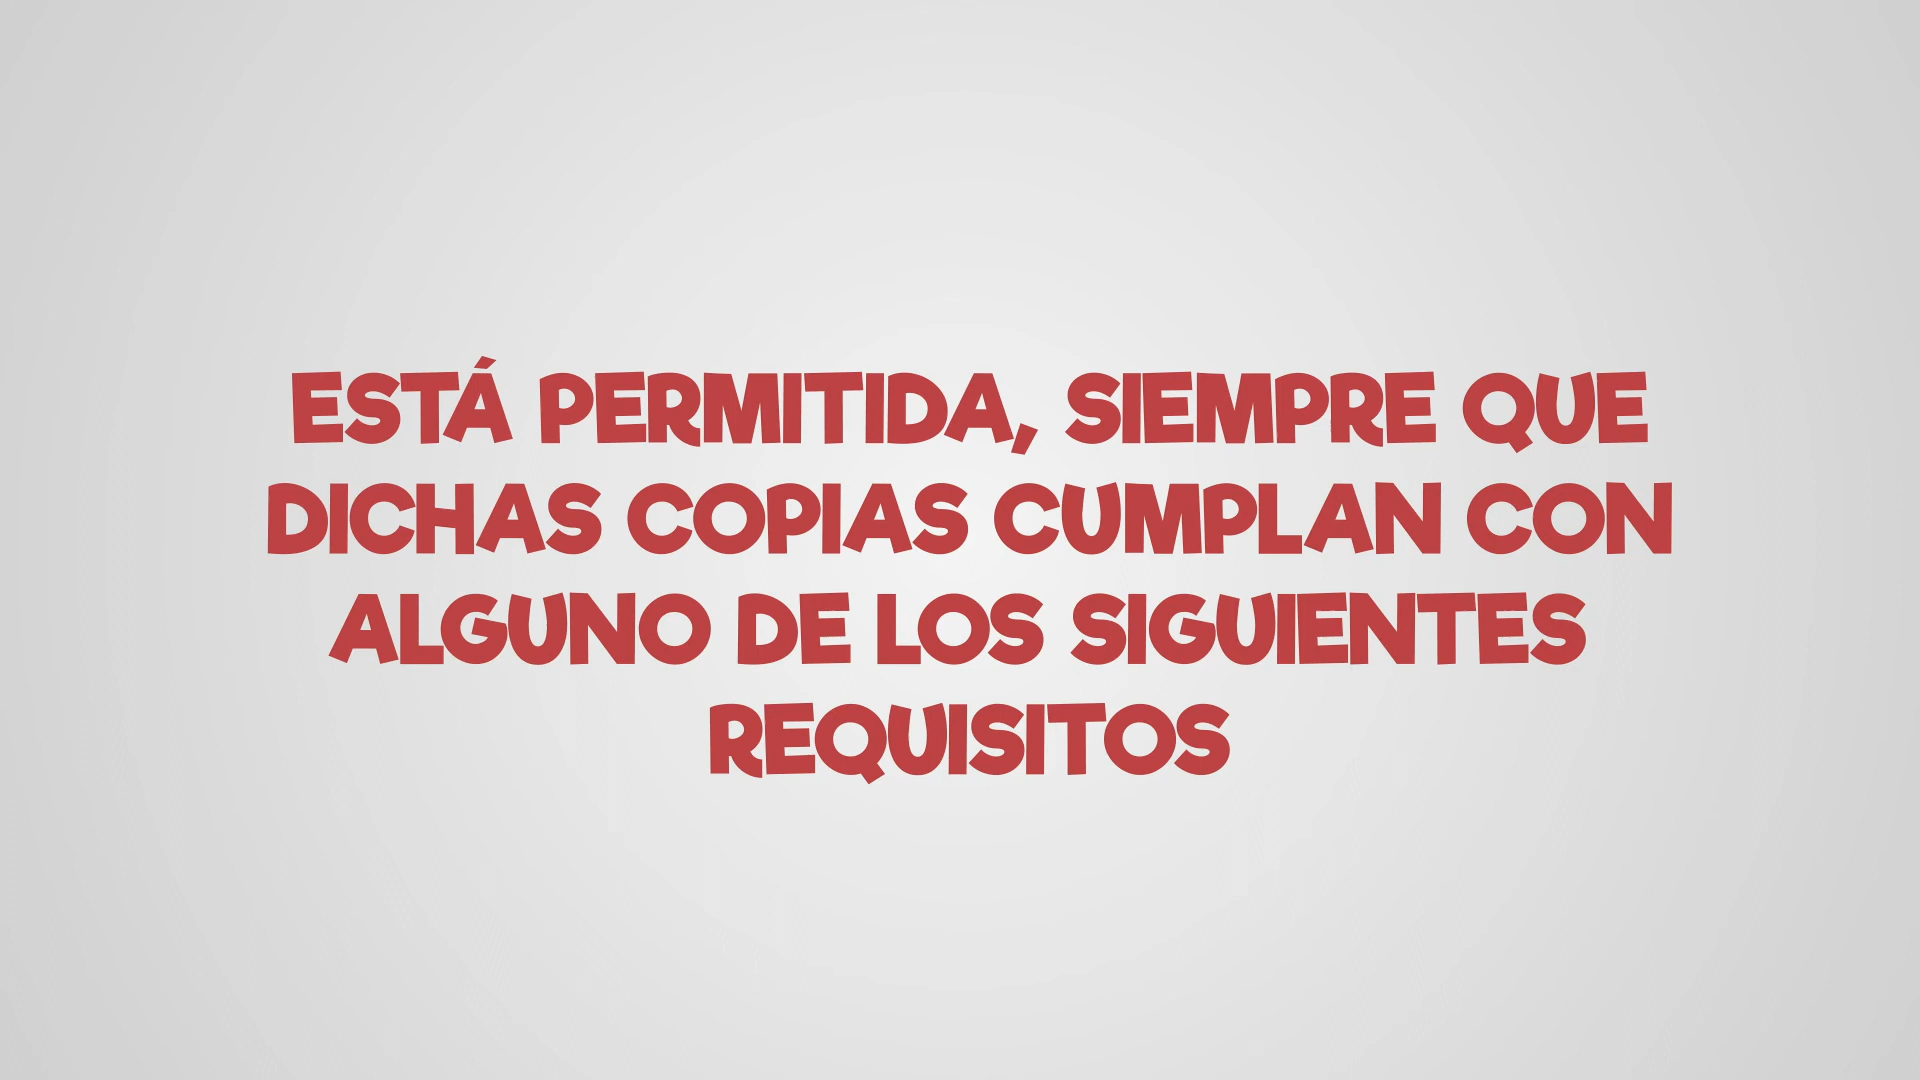 ESTÁ PERMITIDA, SIEMPRE QUE
DICHAS COPIAS CUMPLAN CON
ALGUNO DE LOS SIGUIENTES
REQUISITOS